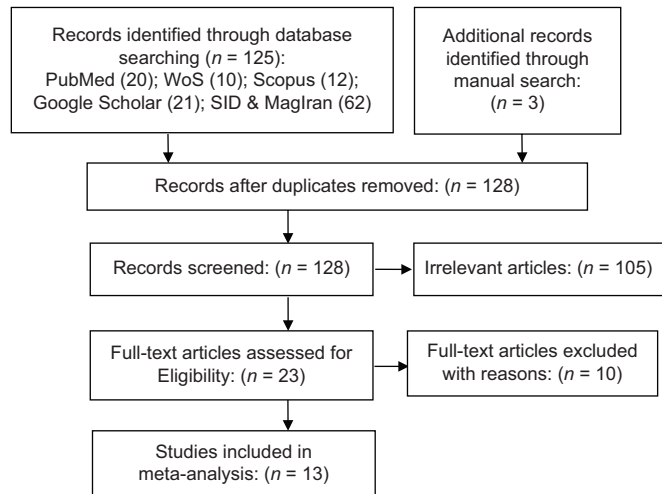 Records identified through database
searching (n = 125):
PubMed (20); WoS (10); Scopus (12);
Google Scholar (21); SID & MagIran (62)
Additional records
identified through
manual search:
(n = 3)
Records after duplicates removed: (n = 128)
Records screened: (n = 128)
Irrelevant articles: (n = 105)
Full-text articles assessed for
Eligibility: (n = 23)
Full-text articles excluded
with reasons: (n = 10)
Studies included in
meta-analysis: (n = 13)